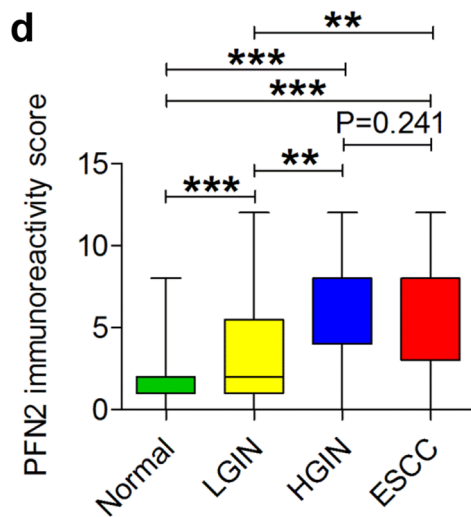 d
**
***
***
P=0.241
***
**
PFN2 immunoreactivity score
15
10
5
0
Normal
LGIN
HGIN
ESCC